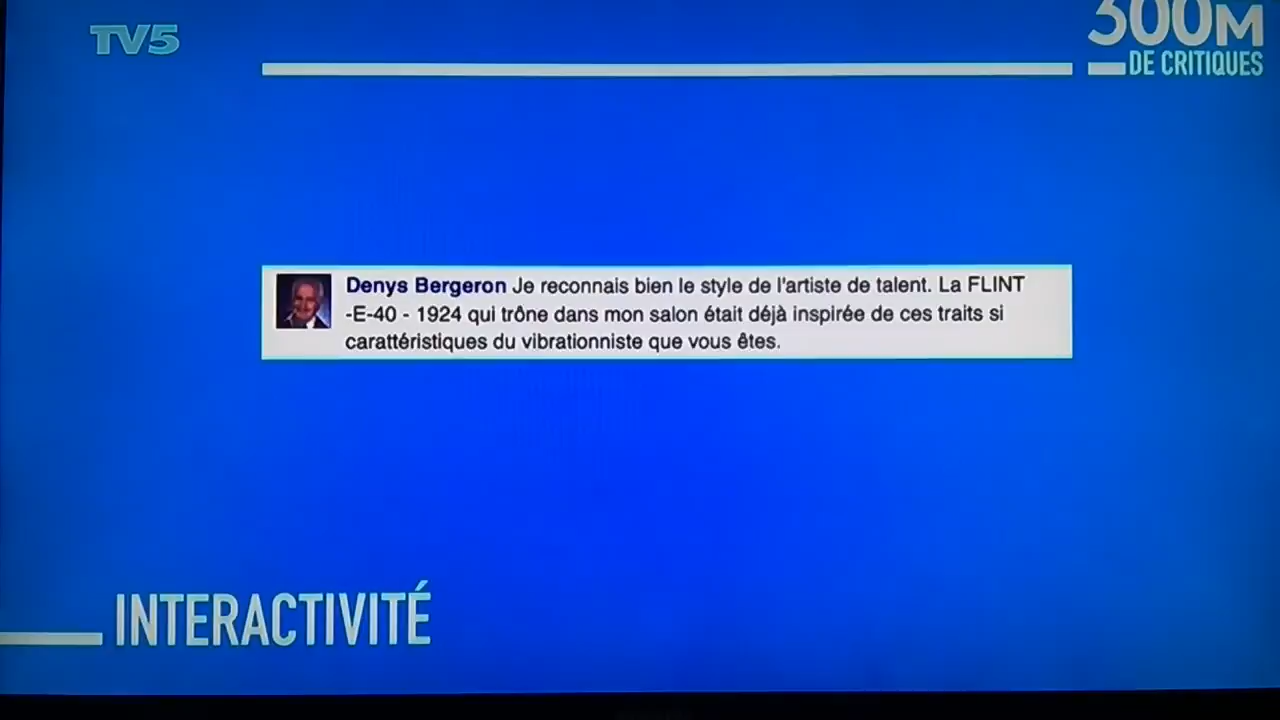 TV5
300M
DE CRITIQUES
Denys Bergeron Je reconnais bien le style de l'artiste de talent. La FLINT
-E-40 - 1924 qui trône dans mon salon était déjà inspirée de ces traits si
carattéristiques du vibrationniste que vous êtes.
INTERACTIVITÉ